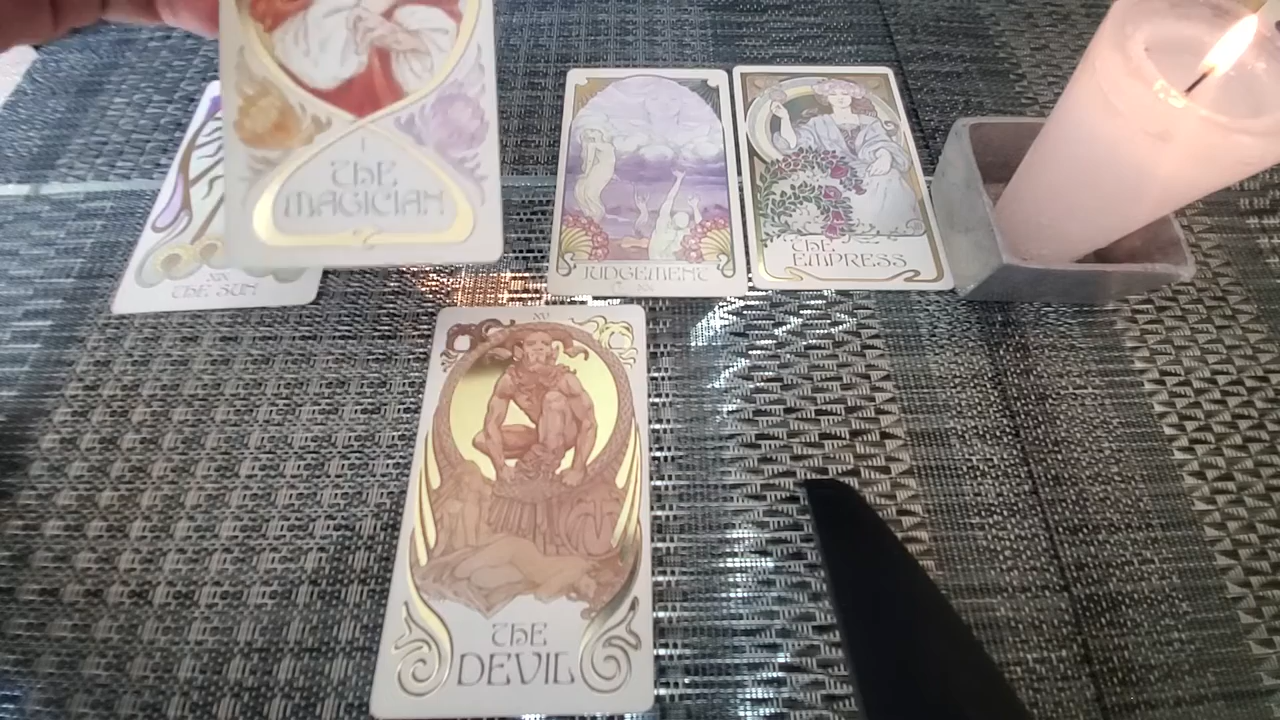 I
THE
MAGICIAN
XIX
THE SUN
JUDGEMENT
XX
THE
EMPRESS
XV
THE
DEVIL